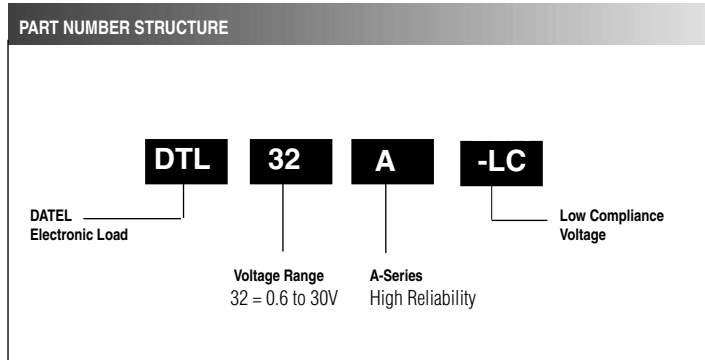 PART NUMBER STRUCTURE
DTL 32 A -LC
DATEL
Electronic Load
Low Compliance
Voltage
Voltage Range
32 = 0.6 to 30V
A-Series
High Reliability